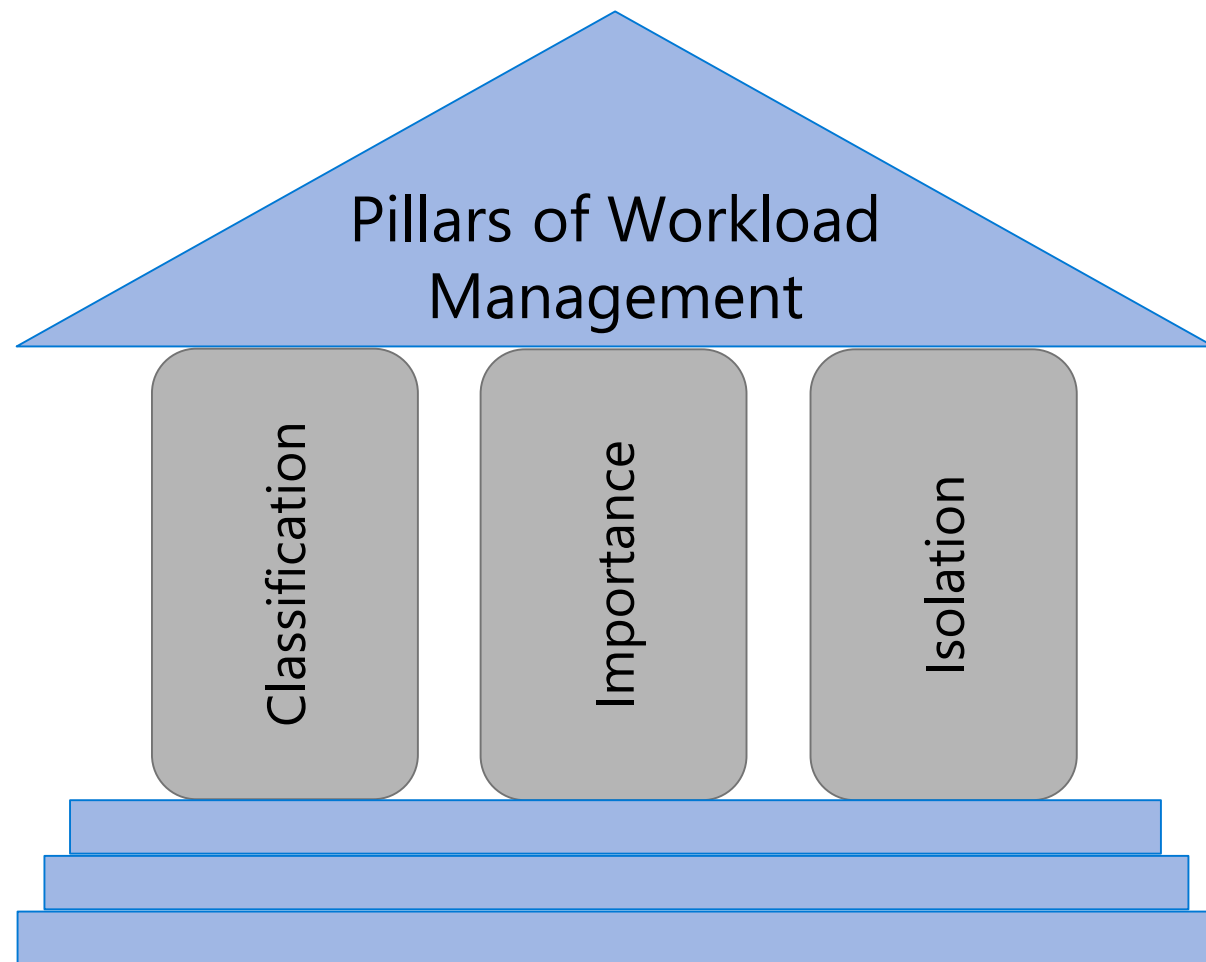 Pillars of Workload
Management
Classification
Importance
Isolation